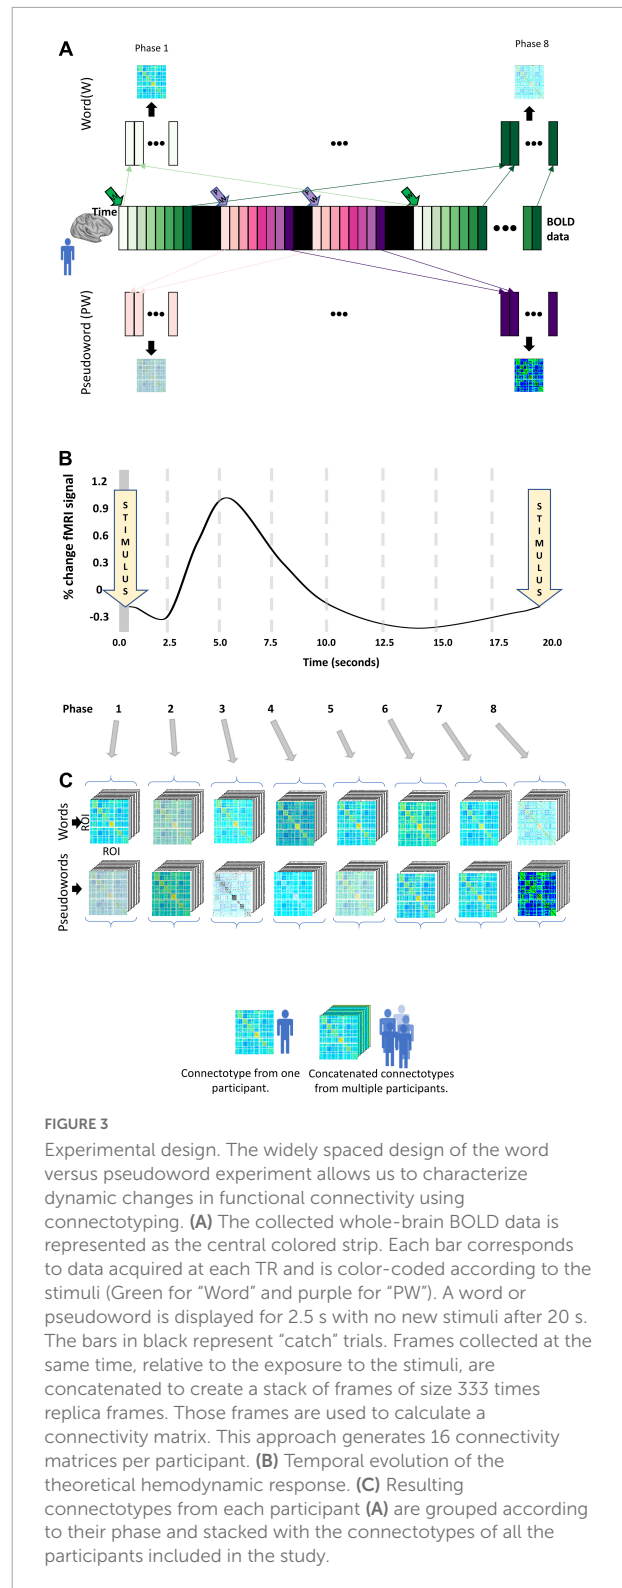 A
Phase 1
Phase 8
Word(W)
P
W
P
W
Time
BOLD
data
Pseudoword (PW)
B
% change fMRI signal
1.2
0.9
0.6
0.3
0
-0.3
STIMULUS
STIMULUS
0.0 2.5 5.0 7.5 10.0 12.5 15.0 17.5 20.0
Time (seconds)
Phase 1 2 3 4 5 6 7 8
C
Words
ROI
ROI
Pseudowords
Connectotype from one
participant.
Concatenated connectotypes
from multiple participants.
FIGURE 3
Experimental design. The widely spaced design of the word
versus pseudoword experiment allows us to characterize
dynamic changes in functional connectivity using
connectotyping. (A) The collected whole-brain BOLD data is
represented as the central colored strip. Each bar corresponds
to data acquired at each TR and is color-coded according to the
stimuli (Green for “Word” and purple for “PW”). A word or
pseudoword is displayed for 2.5 s with no new stimuli after 20 s.
The bars in black represent “catch” trials. Frames collected at the
same time, relative to the exposure to the stimuli, are
concatenated to create a stack of frames of size 333 times
replica frames. Those frames are used to calculate a
connectivity matrix. This approach generates 16 connectivity
matrices per participant. (B) Temporal evolution of the
theoretical hemodynamic response. (C) Resulting
connectotypes from each participant (A) are grouped according
to their phase and stacked with the connectotypes of all the
participants included in the study.